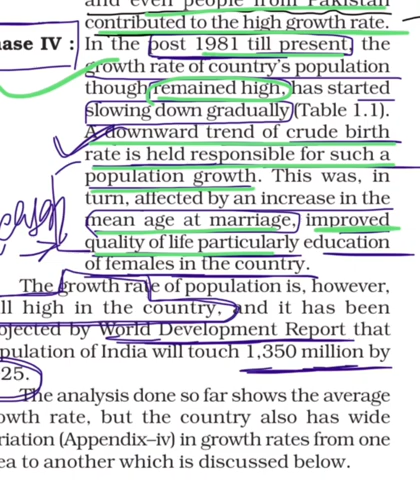 and even people from Pakistan
contributed to the high growth rate.
ase IV : In the post 1981 till present, the
growth rate of country's population
though remained high, has started
slowing down gradually (Table 1.1).
A downward trend of crude birth
rate is held responsible for such a
population growth. This was, in
turn, affected by an increase in the
mean age at marriage, improved
quality of life particularly education
of females in the country.
The growth rate of population is, however,
ll high in the country, and it has been
ojected by World Development Report that
pulation of India will touch 1,350 million by
25.
The analysis done so far shows the average
owth rate, but the country also has wide
riation (Appendix–iv) in growth rates from one
ea to another which is discussed below.